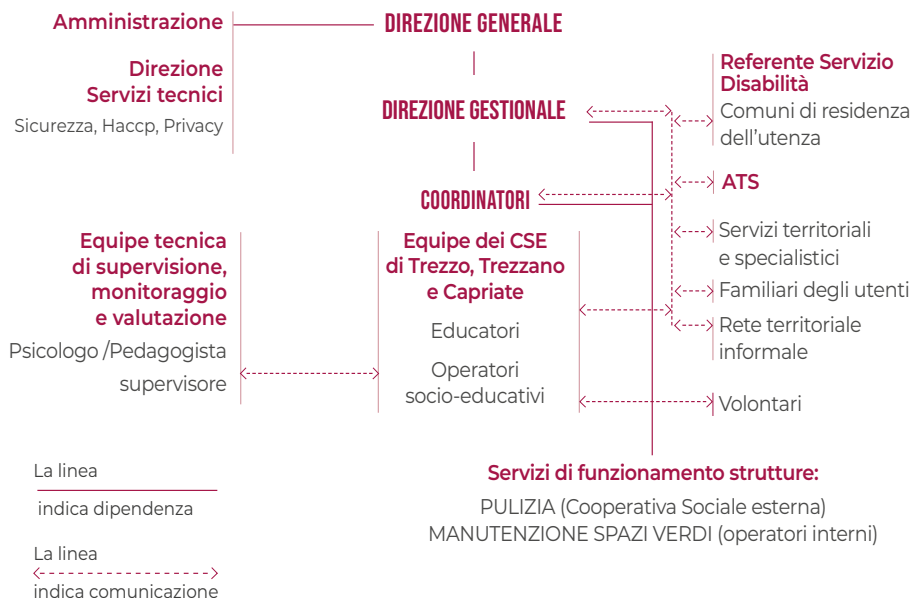 Amministrazione
DIREZIONE GENERALE
Direzione
Servizi tecnici
Sicurezza, Haccp, Privacy
DIREZIONE GESTIONALE
Referente Servizio
Disabilità
Comuni di residenza
dell'utenza
COORDINATORI
ATS
Equipe tecnica
di supervisione,
monitoraggio
e valutazione
Psicologo /Pedagogista
supervisore
Equipe dei CSE
di Trezzo, Trezzano
e Capriate
Educatori
Operatori
socio-educativi
Servizi territoriali
e specialistici
Familiari degli utenti
Rete territoriale
informale
Volontari
La linea
indica dipendenza
La linea
indica comunicazione
Servizi di funzionamento strutture:
PULIZIA (Cooperativa Sociale esterna)
MANUTENZIONE SPAZI VERDI (operatori interni)